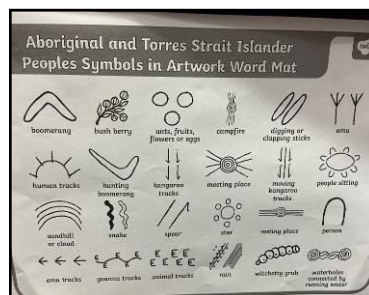 Aboriginal and Torres Strait Islander
Peoples Symbols in Artwork Word Mat
boomerang
bush berry
ants, fruits,
flowers or eggs
campfire
digging or
clapping sticks
emu
human tracks
hunting
boomerang
kangaroo
tracks
meeting place
moving
kangaroo
tracks
people sitting
sandhill
or cloud
snake
spear
star
resting place
person
emu tracks
goanna tracks
animal tracks
rain
witchetty grub
waterholes
connected by
running water